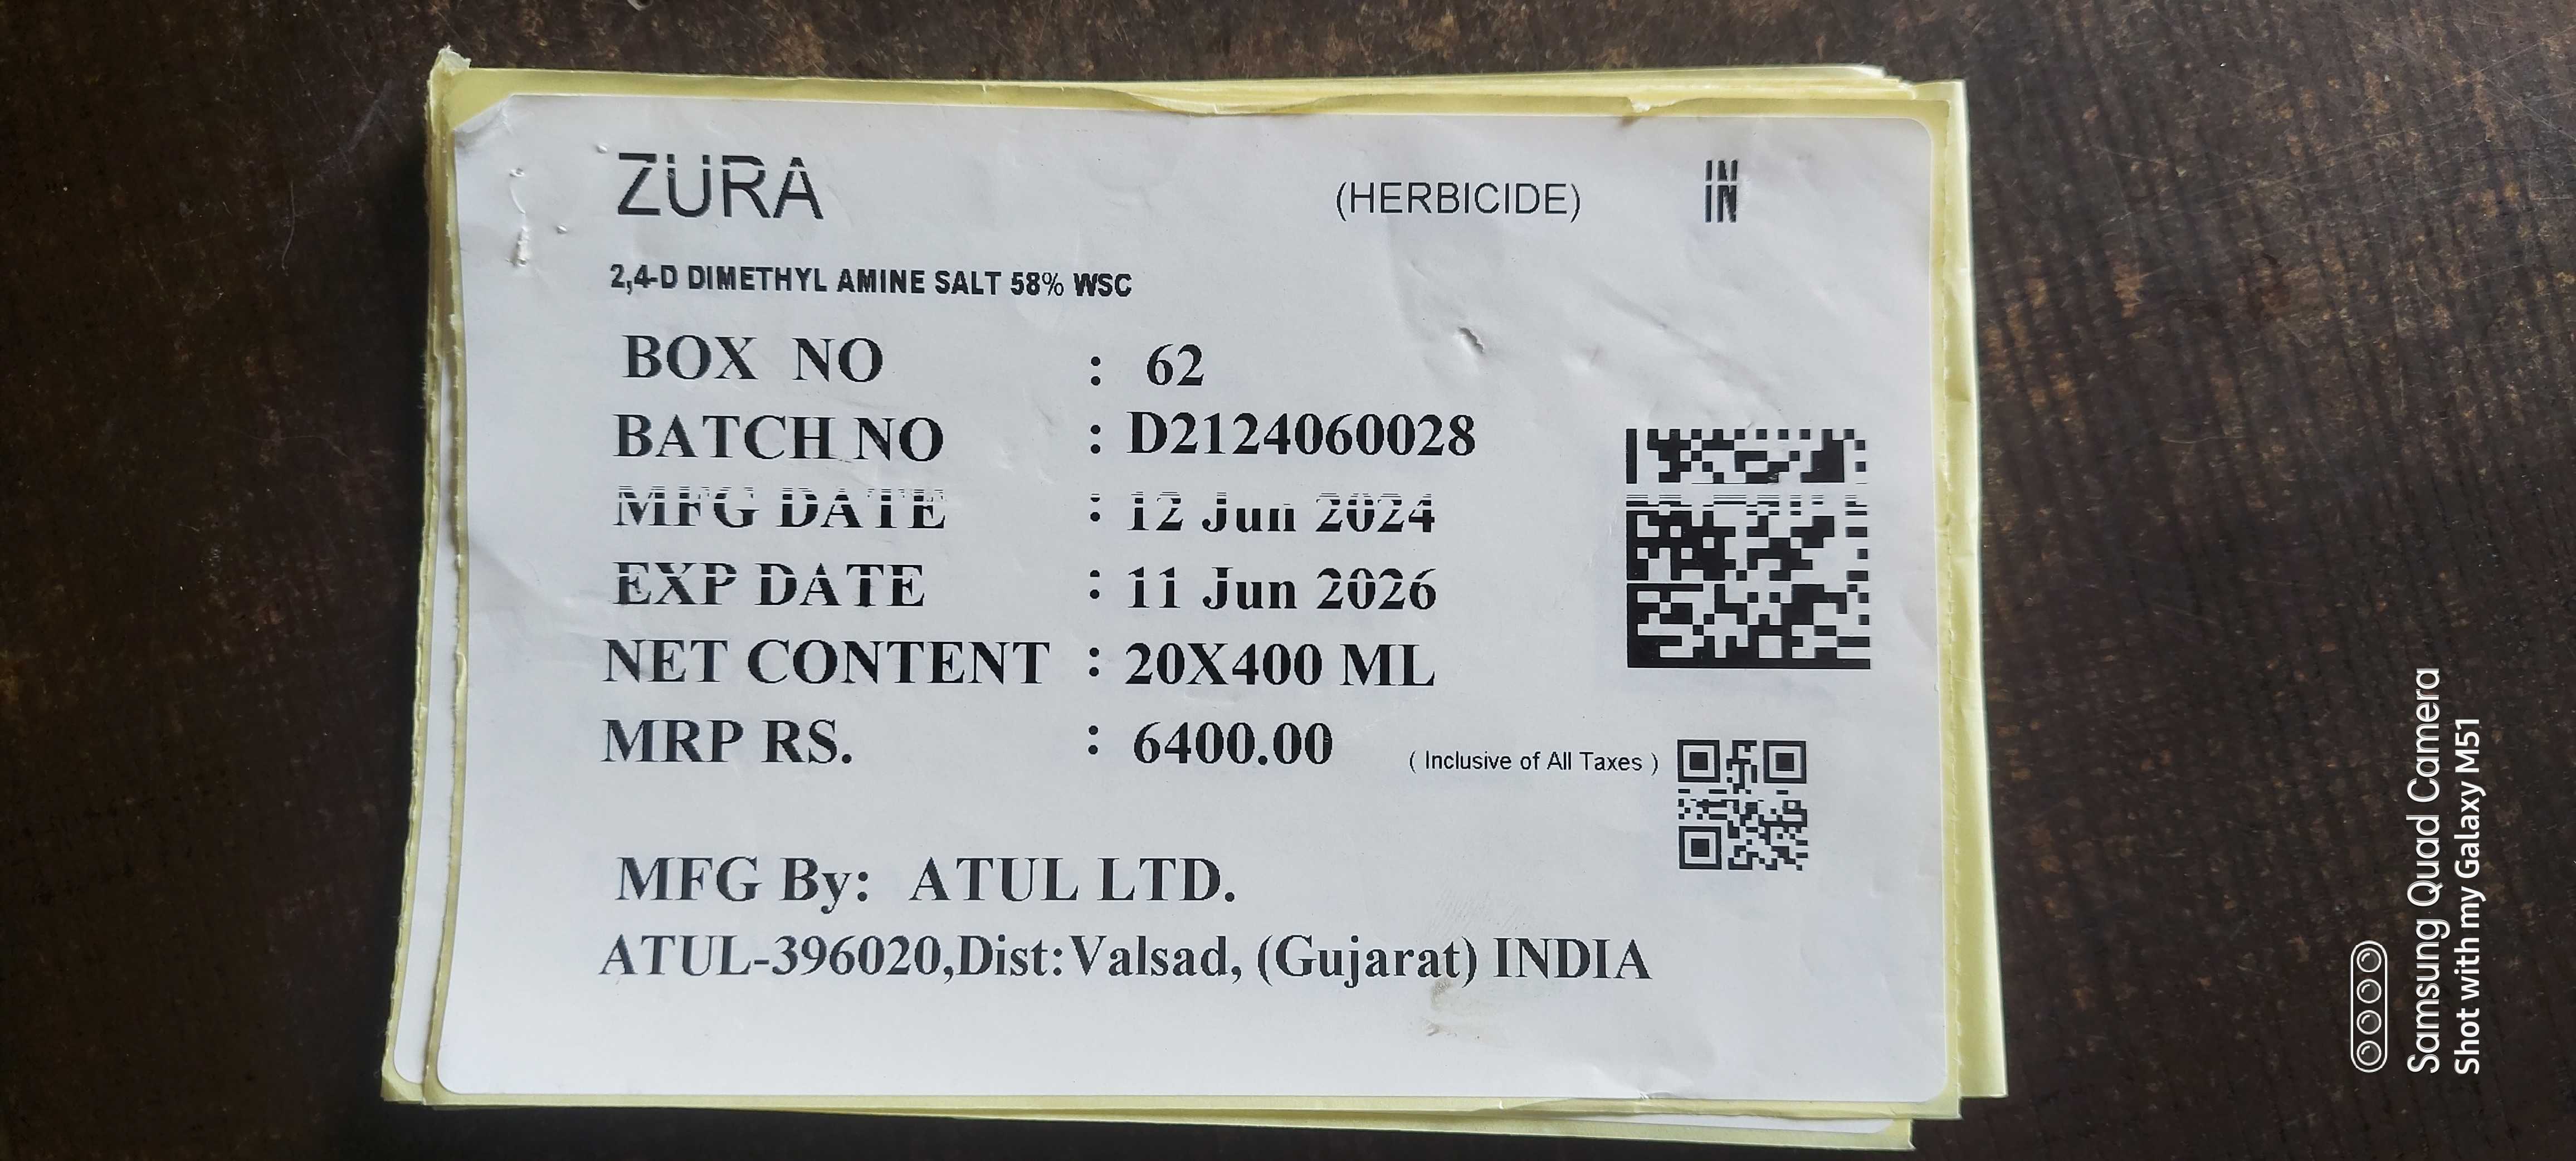 ZURA (HERBICIDE) IN
2,4-D DIMETHYL AMINE SALT 58% WSC
BOX NO : 62
BATCH NO : D2124060028
MFG DATE : 12 Jun 2024
EXP DATE : 11 Jun 2026
NET CONTENT : 20X400 ML
MRP RS. : 6400.00 ( Inclusive of All Taxes )
MFG By: ATUL LTD.
ATUL-396020,Dist:Valsad, (Gujarat) INDIA
Samsung Quad Camera
Shot with my Galaxy M51